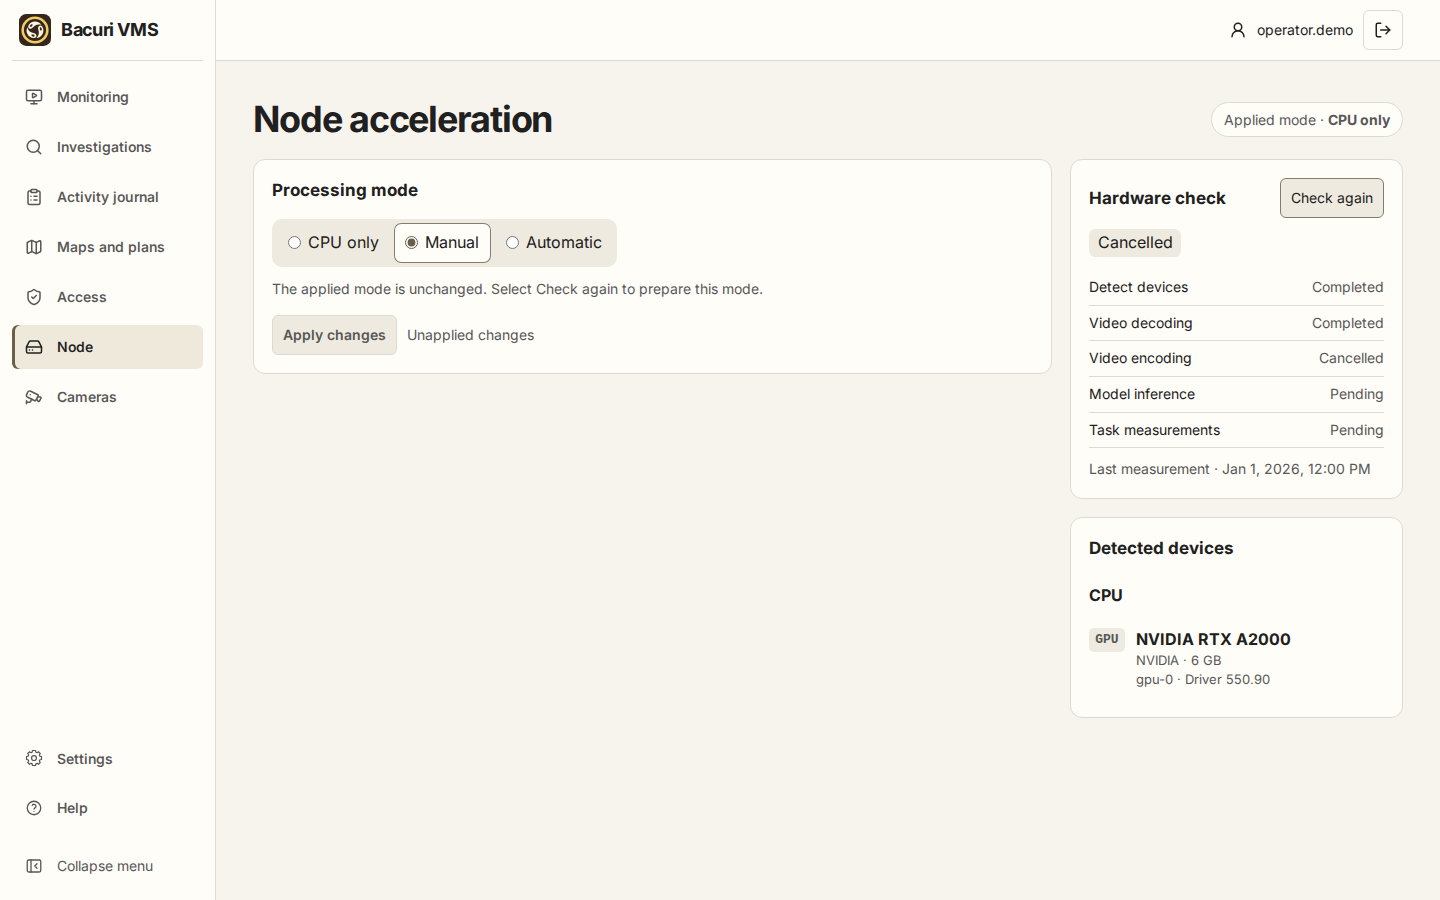 Bacuri VMS
operator.demo
Monitoring
Investigations
Activity journal
Maps and plans
Access
Node
Cameras
Settings
Help
Collapse menu
Node acceleration
Applied mode · CPU only
Processing mode
CPU only Manual Automatic
The applied mode is unchanged. Select Check again to prepare this mode.
Apply changes Unapplied changes
Hardware check Check again
Cancelled
Detect devices Completed
Video decoding Completed
Video encoding Cancelled
Model inference Pending
Task measurements Pending
Last measurement · Jan 1, 2026, 12:00 PM
Detected devices
CPU
GPU NVIDIA RTX A2000
NVIDIA · 6 GB
gpu-0 · Driver 550.90